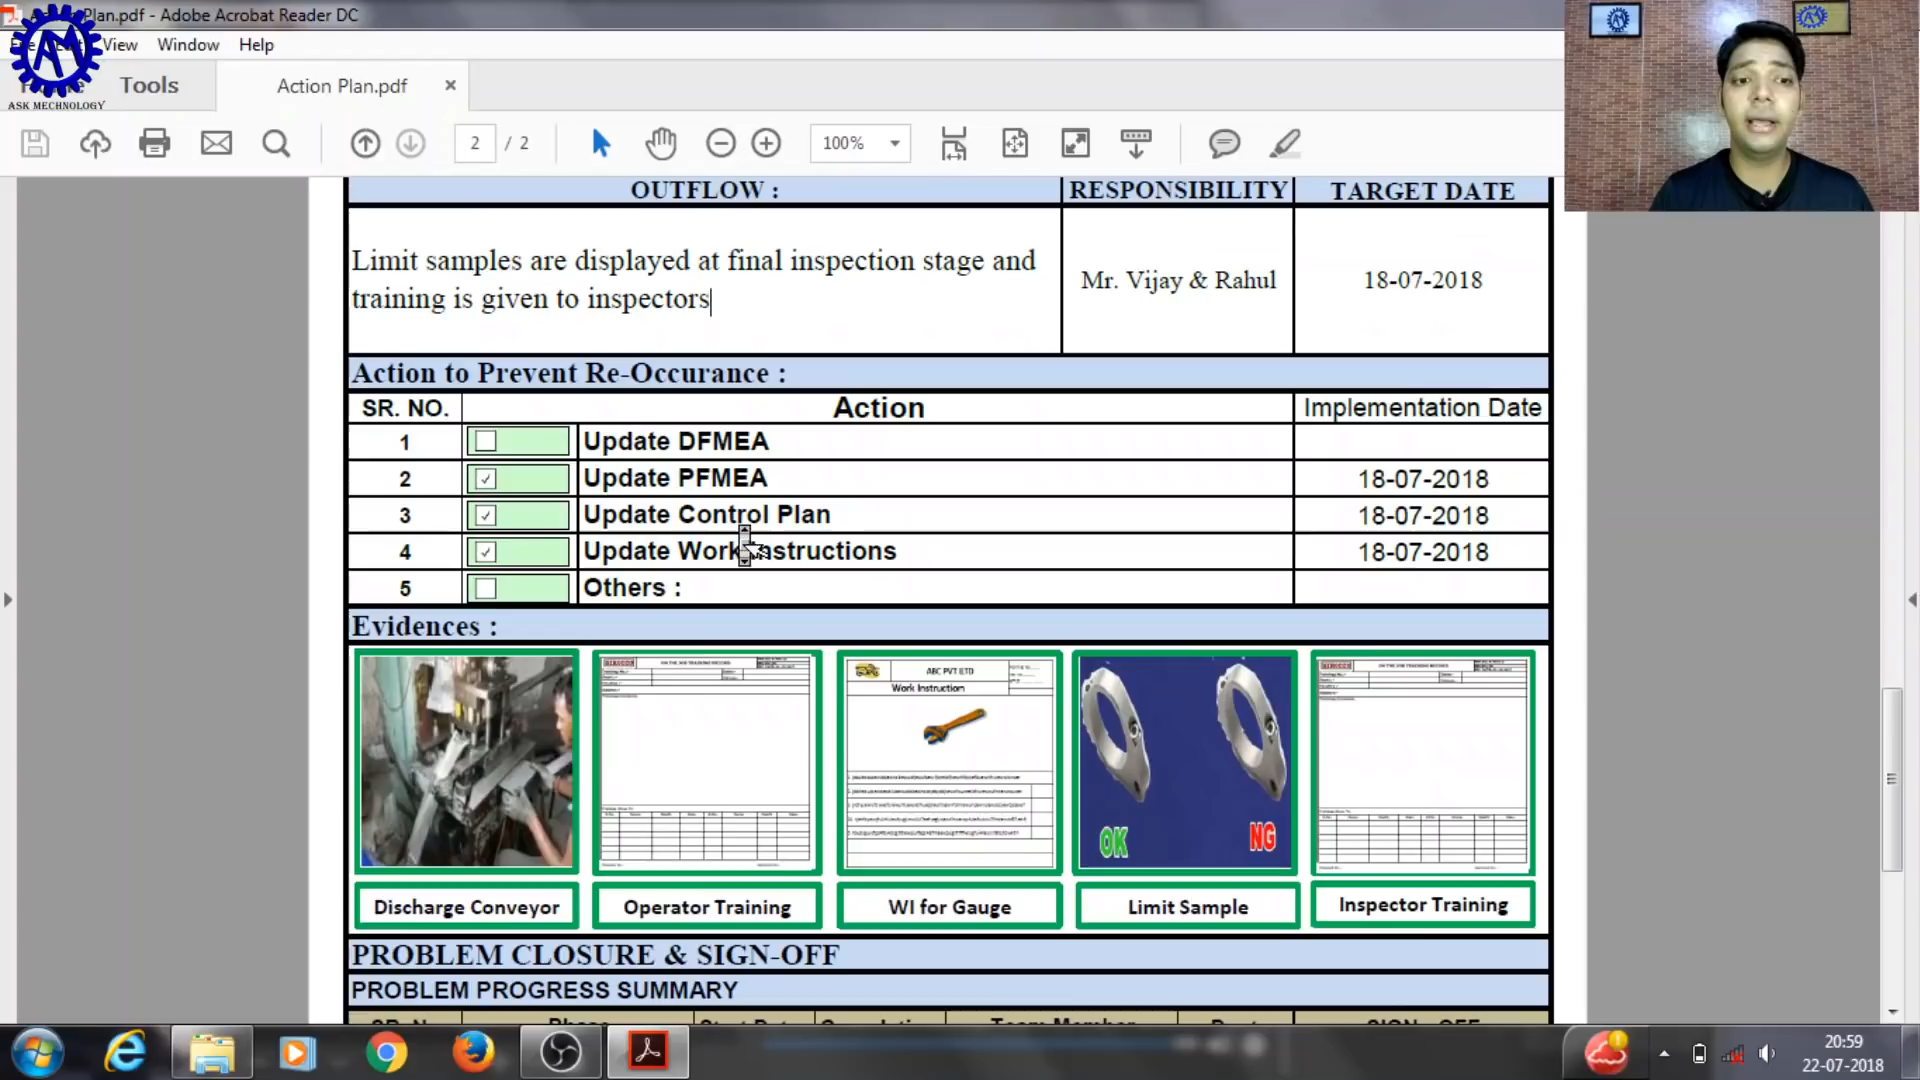 Plan.pdf - Adobe Acrobat Reader DC
View Window Help
ASK MECHNOLOGY
Tools
Action Plan.pdf
2 / 2
100%
OUTFLOW : RESPONSIBILITY TARGET DATE
Limit samples are displayed at final inspection stage and
training is given to inspectors
Mr. Vijay & Rahul
18-07-2018
Action to Prevent Re-Occurance :
SR. NO. Action Implementation Date
1 Update DFMEA
2 Update PFMEA 18-07-2018
3 Update Control Plan 18-07-2018
4 Update Work Instructions 18-07-2018
5 Others :
Evidences :
ABC PVT LTD
Work Instruction
OK
NG
Discharge Conveyor
Operator Training
WI for Gauge
Limit Sample
Inspector Training
PROBLEM CLOSURE & SIGN-OFF
PROBLEM PROGRESS SUMMARY
20:59
22-07-2018